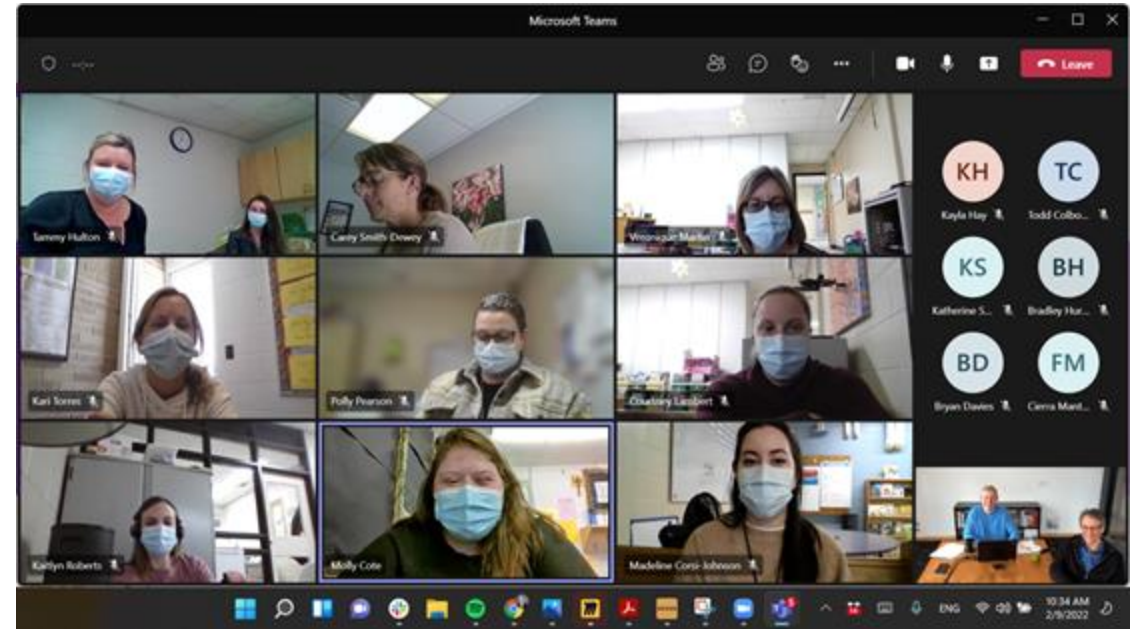 Microsoft Teams
Leave
Tammy Hulton
Carey Smith-Dewey
Veronique Martin
KH
TC
Kayla Hay
Todd Colbo...
Kari Torres
Polly Pearson
Courtney Lambert
KS
BH
Katherine S...
Bradley Hur...
BD
FM
Bryan Davies
Cierra Mant...
Kaitlyn Roberts
Molly Cote
Madeline Corsi-Johnson
ENG
10:34 AM
2/9/2022